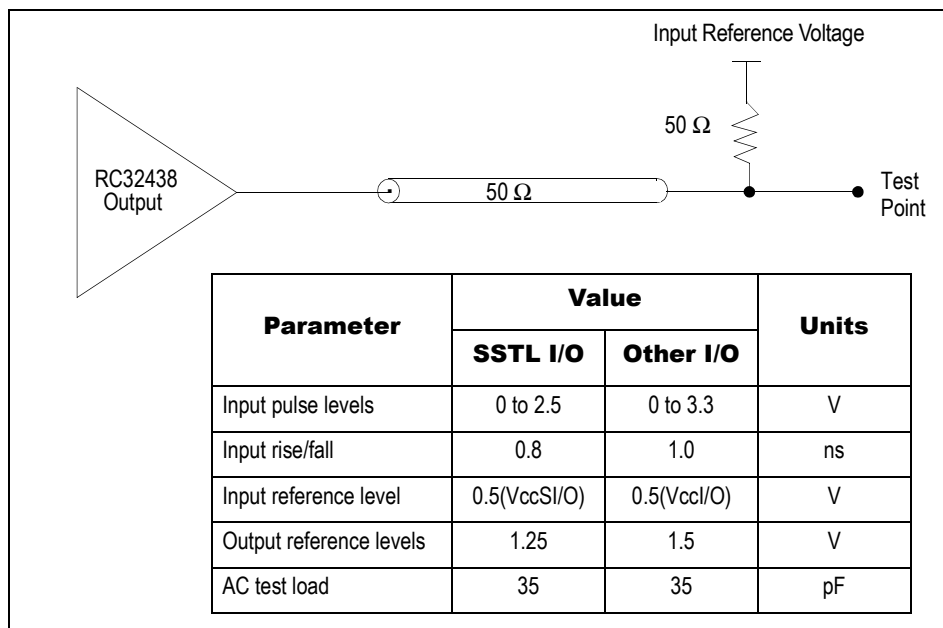 Input Reference Voltage
50 Ω
RC32438
Output
50 Ω
Test
Point
Parameter Value Units
SSTL I/O Other I/O
Input pulse levels 0 to 2.5 0 to 3.3 V
Input rise/fall 0.8 1.0 ns
Input reference level 0.5(VccSI/O) 0.5(VccI/O) V
Output reference levels 1.25 1.5 V
AC test load 35 35 pF